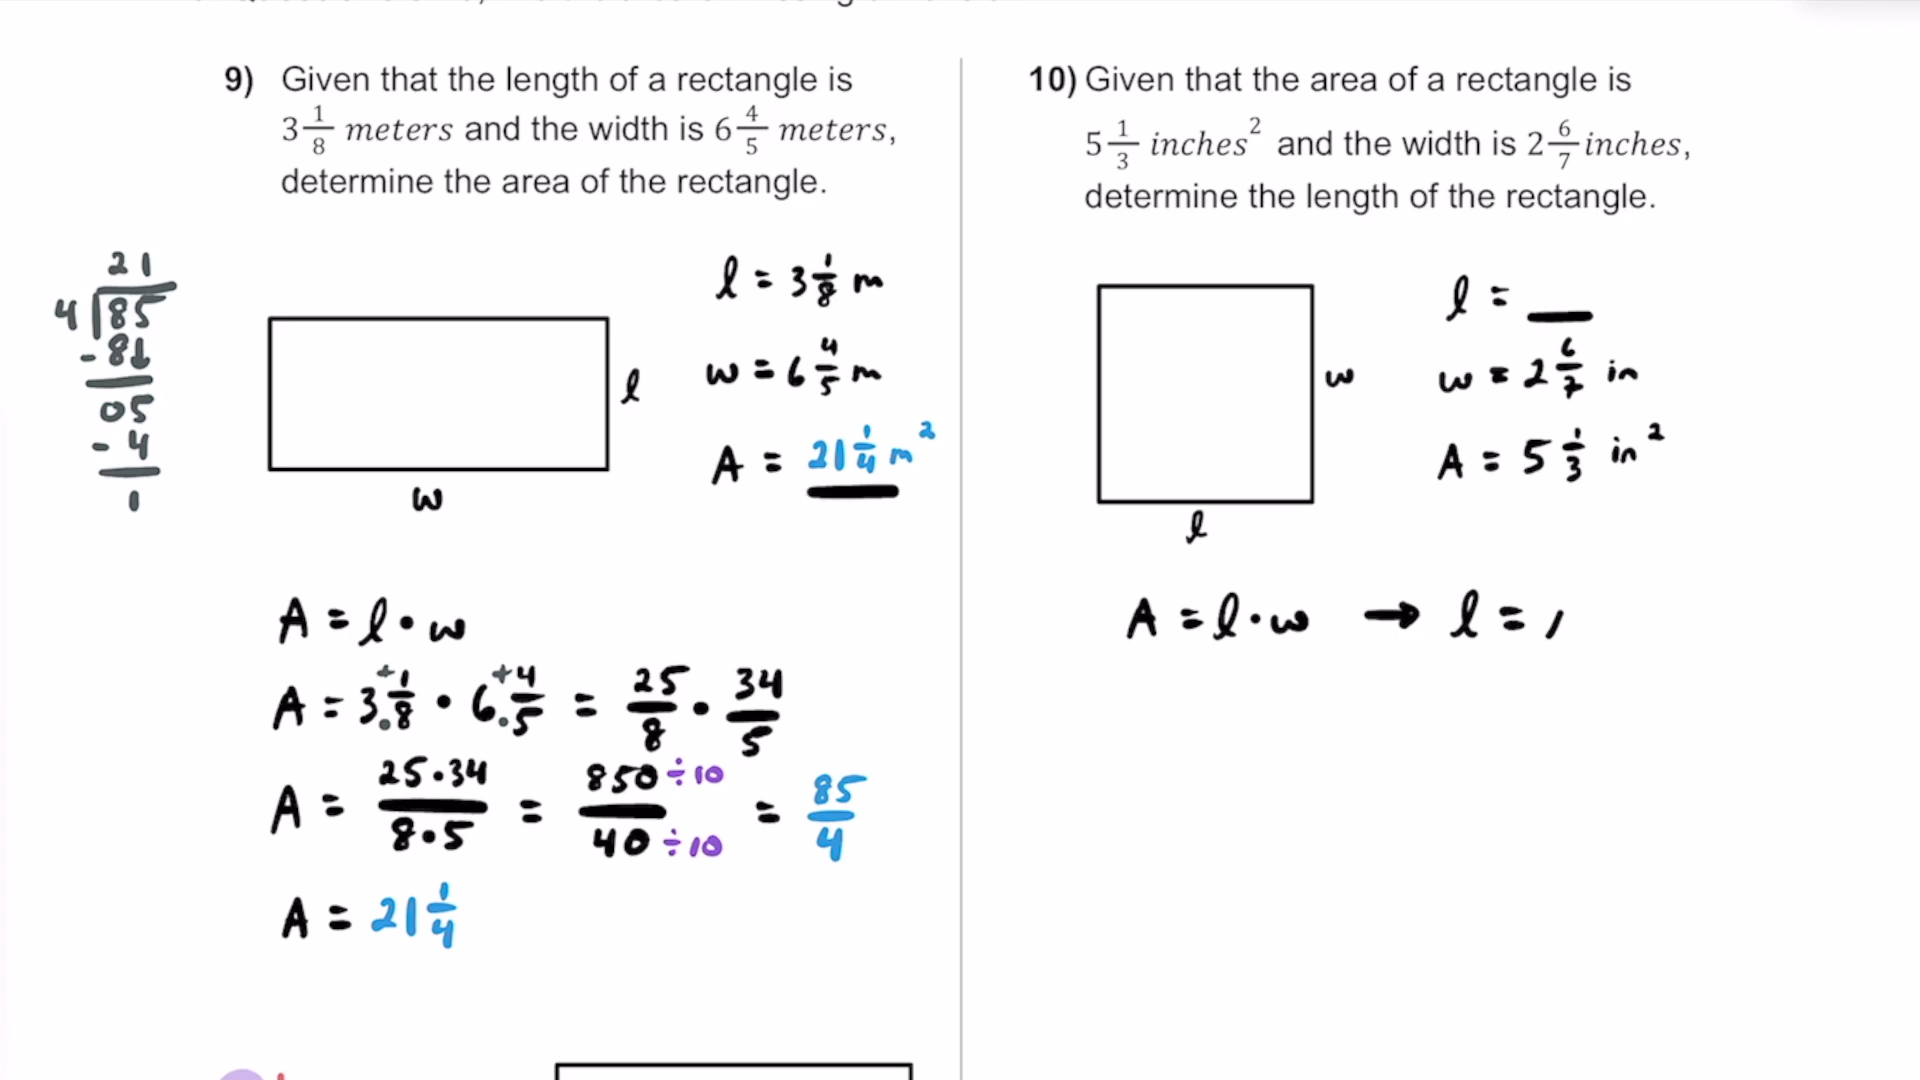 9) Given that the length of a rectangle is
3 1/8 meters and the width is 6 4/5 meters,
determine the area of the rectangle.
21
4 85
- 8↓
05
- 4
1
l = 3 1/8 m
w = 6 4/5 m
A = 21 1/4 m²
l
w
A = l · w
A = 3 1/8 · 6 4/5 = 25/8 · 34/5
A = 25·34/8·5 = 850 ÷10/40 ÷10 = 85/4
A = 21 1/4
10) Given that the area of a rectangle is
5 1/3 inches² and the width is 2 6/7 inches,
determine the length of the rectangle.
l = __
w = 2 6/7 in
A = 5 1/3 in²
w
l
A = l · w → l =